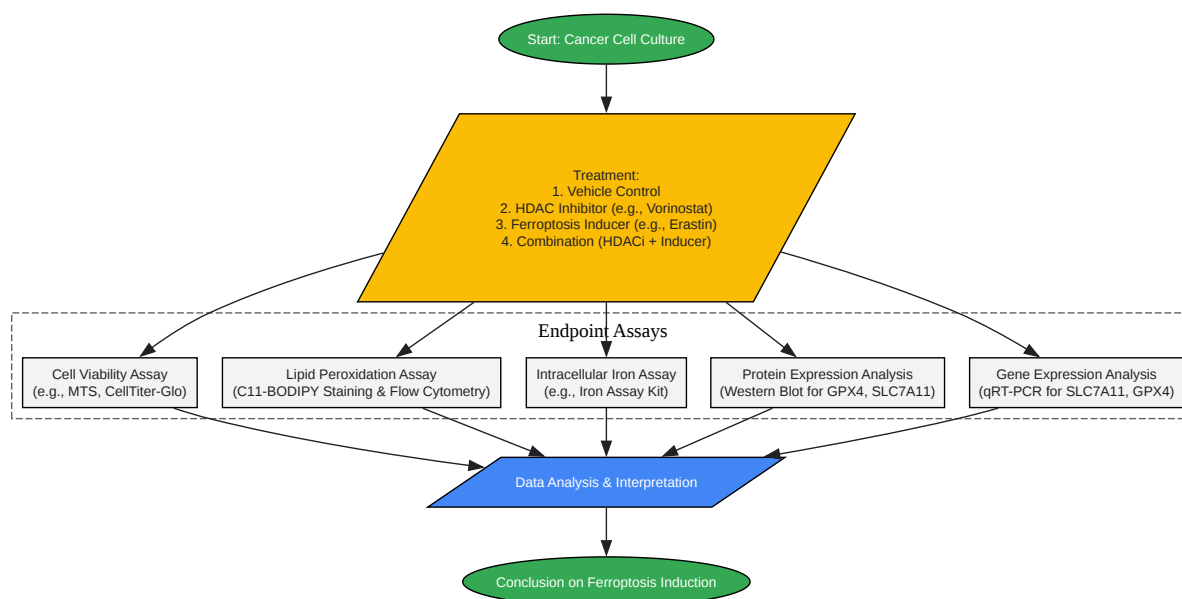 Start: Cancer Cell Culture
Treatment:
1. Vehicle Control
2. HDAC Inhibitor (e.g., Vorinostat)
3. Ferroptosis Inducer (e.g., Erastin)
4. Combination (HDACi + Inducer)
Endpoint Assays
Cell Viability Assay
(e.g., MTS, CellTiter-Glo)
Lipid Peroxidation Assay
(C11-BODIPY Staining & Flow Cytometry)
Intracellular Iron Assay
(e.g., Iron Assay Kit)
Protein Expression Analysis
(Western Blot for GPX4, SLC7A11)
Gene Expression Analysis
(qRT-PCR for SLC7A11, GPX4)
Data Analysis & Interpretation
Conclusion on Ferroptosis Induction